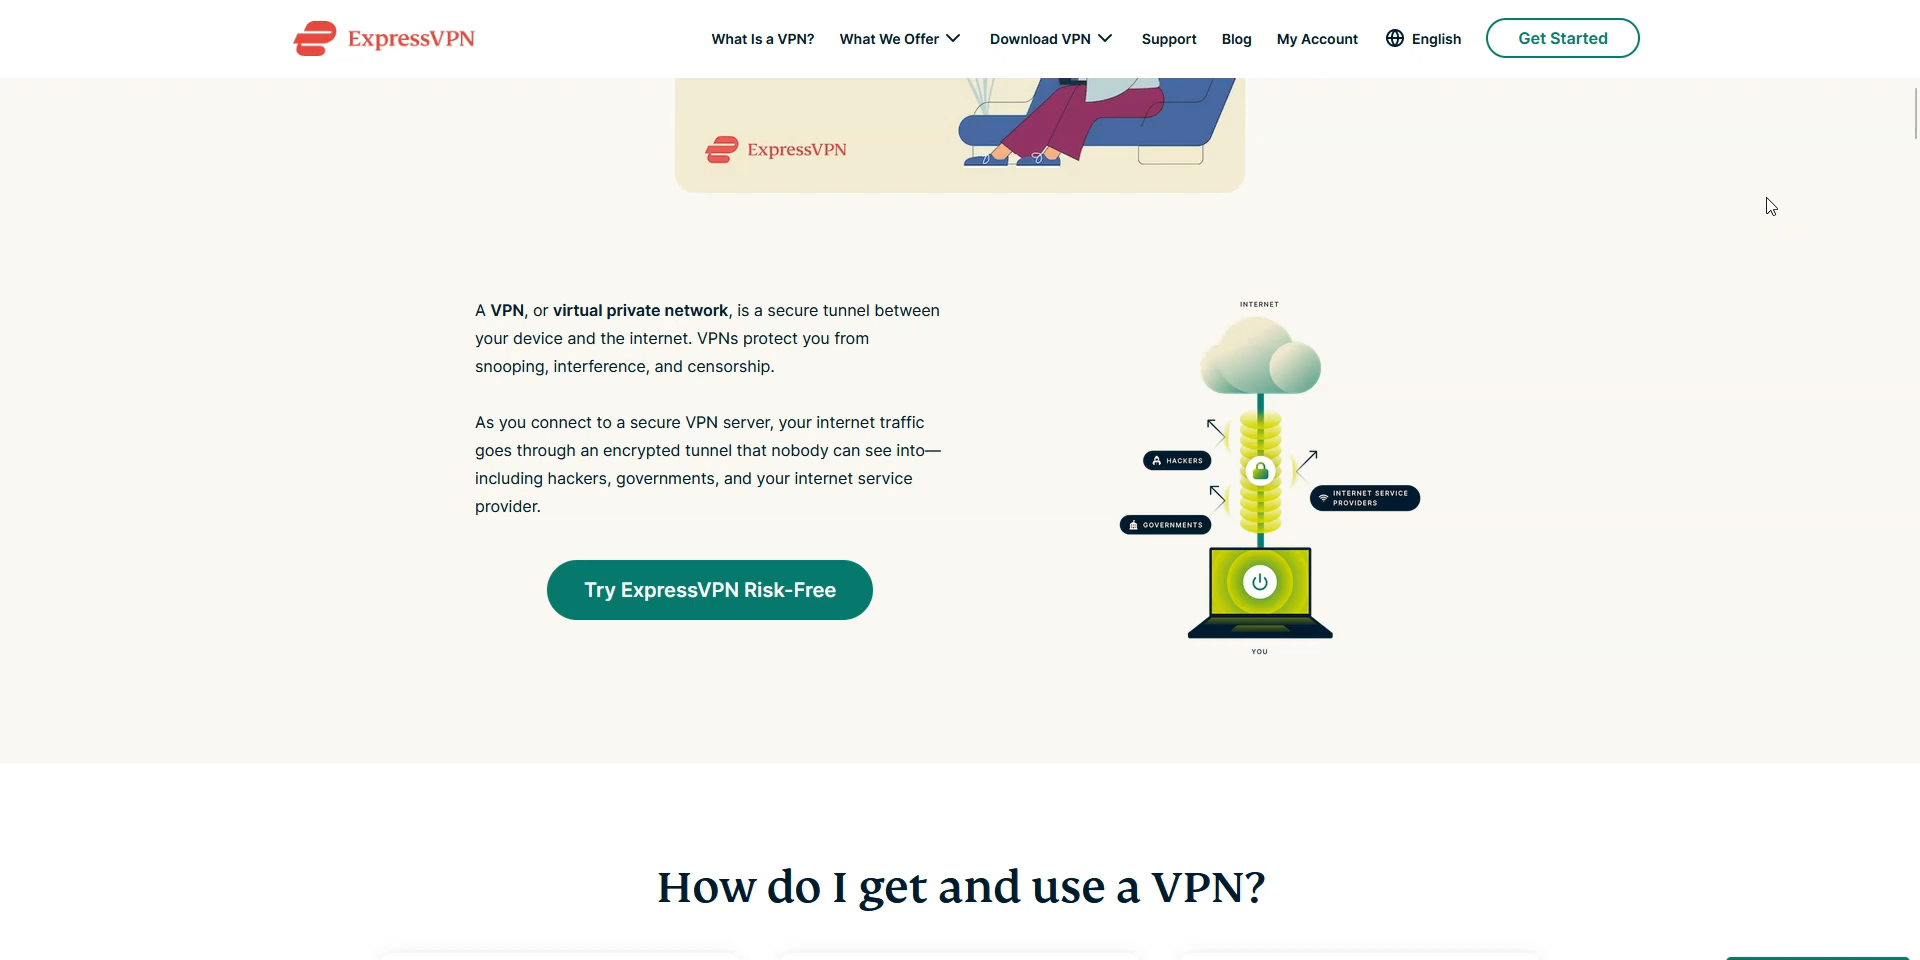 ExpressVPN
What Is a VPN?
What We Offer
Download VPN
Support
Blog
My Account
English
Get Started
ExpressVPN
A VPN, or virtual private network, is a secure tunnel between
your device and the internet. VPNs protect you from
snooping, interference, and censorship.
As you connect to a secure VPN server, your internet traffic
goes through an encrypted tunnel that nobody can see into—
including hackers, governments, and your internet service
provider.
Try ExpressVPN Risk-Free
INTERNET
HACKERS
INTERNET SERVICE
PROVIDERS
GOVERNMENTS
YOU
How do I get and use a VPN?